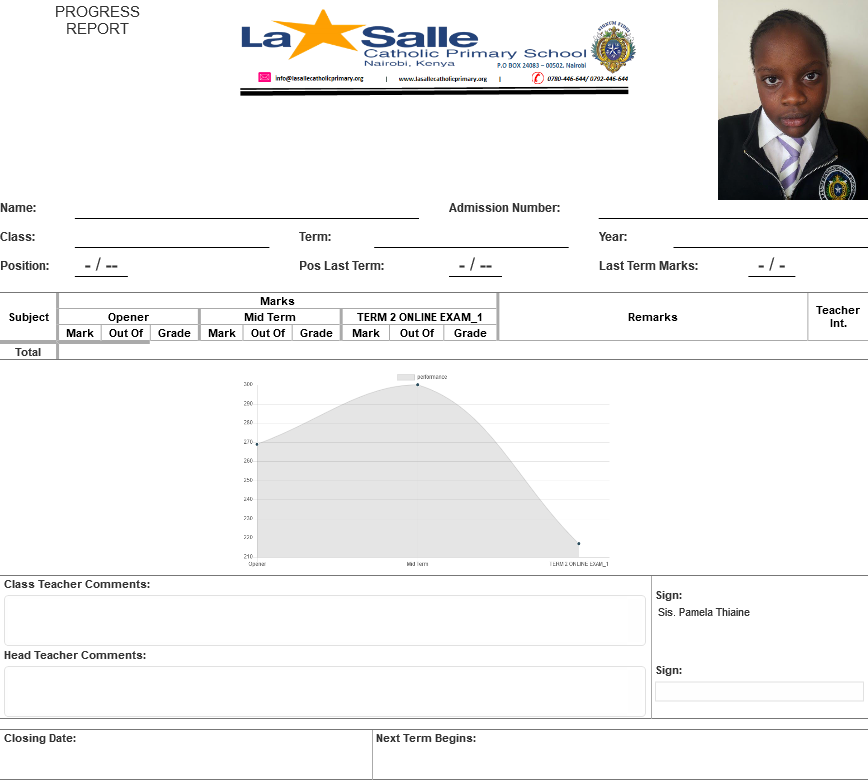 PROGRESS
REPORT
La Salle
Catholic Primary School
Nairobi, Kenya
P.O BOX 24083 – 00502, Nairobi
info@lasallecatholicprimary.org | www.lasallecatholicprimary.org | 0780-446-644/ 0792-446-644
Name: Admission Number:
Class: Term: Year:
Position: - / -- Pos Last Term: - / -- Last Term Marks: - / -
Marks
Subject Opener Mid Term TERM 2 ONLINE EXAM_1 Remarks Teacher Int.
Mark Out Of Grade Mark Out Of Grade Mark Out Of Grade
Total
performance
300
290
280
270
260
250
240
230
220
210
Opener Mid Term TERM 2 ONLINE EXAM_1
Class Teacher Comments:
Sign:
Sis. Pamela Thiaine
Head Teacher Comments:
Sign:
Closing Date: Next Term Begins: